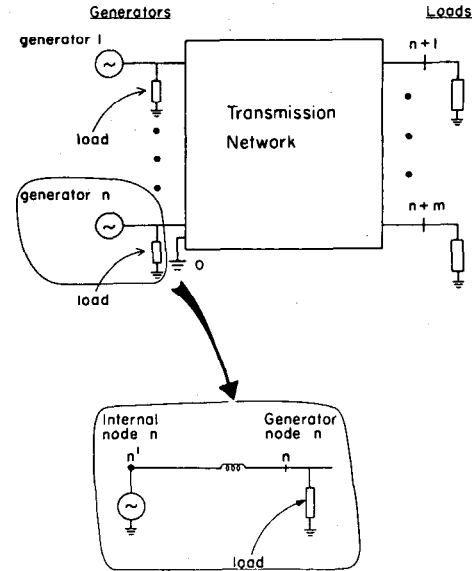 Generators
Loads
generator 1
n+1
load
Transmission
Network
generator n
n+m
load
0
Internal
node n
Generator
node n
n'
n
load